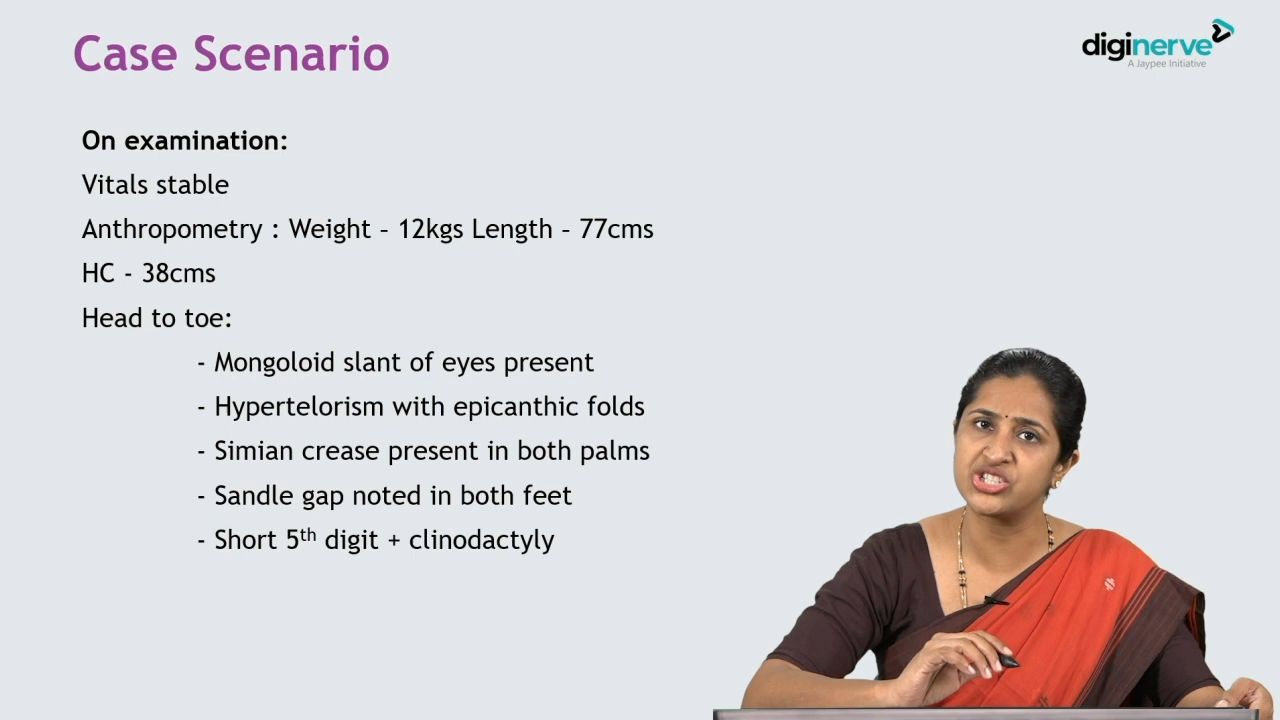 Case Scenario
diginerve
A Jaypee Initiative
On examination:
Vitals stable
Anthropometry : Weight – 12kgs Length – 77cms
HC - 38cms
Head to toe:
- Mongoloid slant of eyes present
- Hypertelorism with epicanthic folds
- Simian crease present in both palms
- Sandle gap noted in both feet
- Short 5th digit + clinodactyly